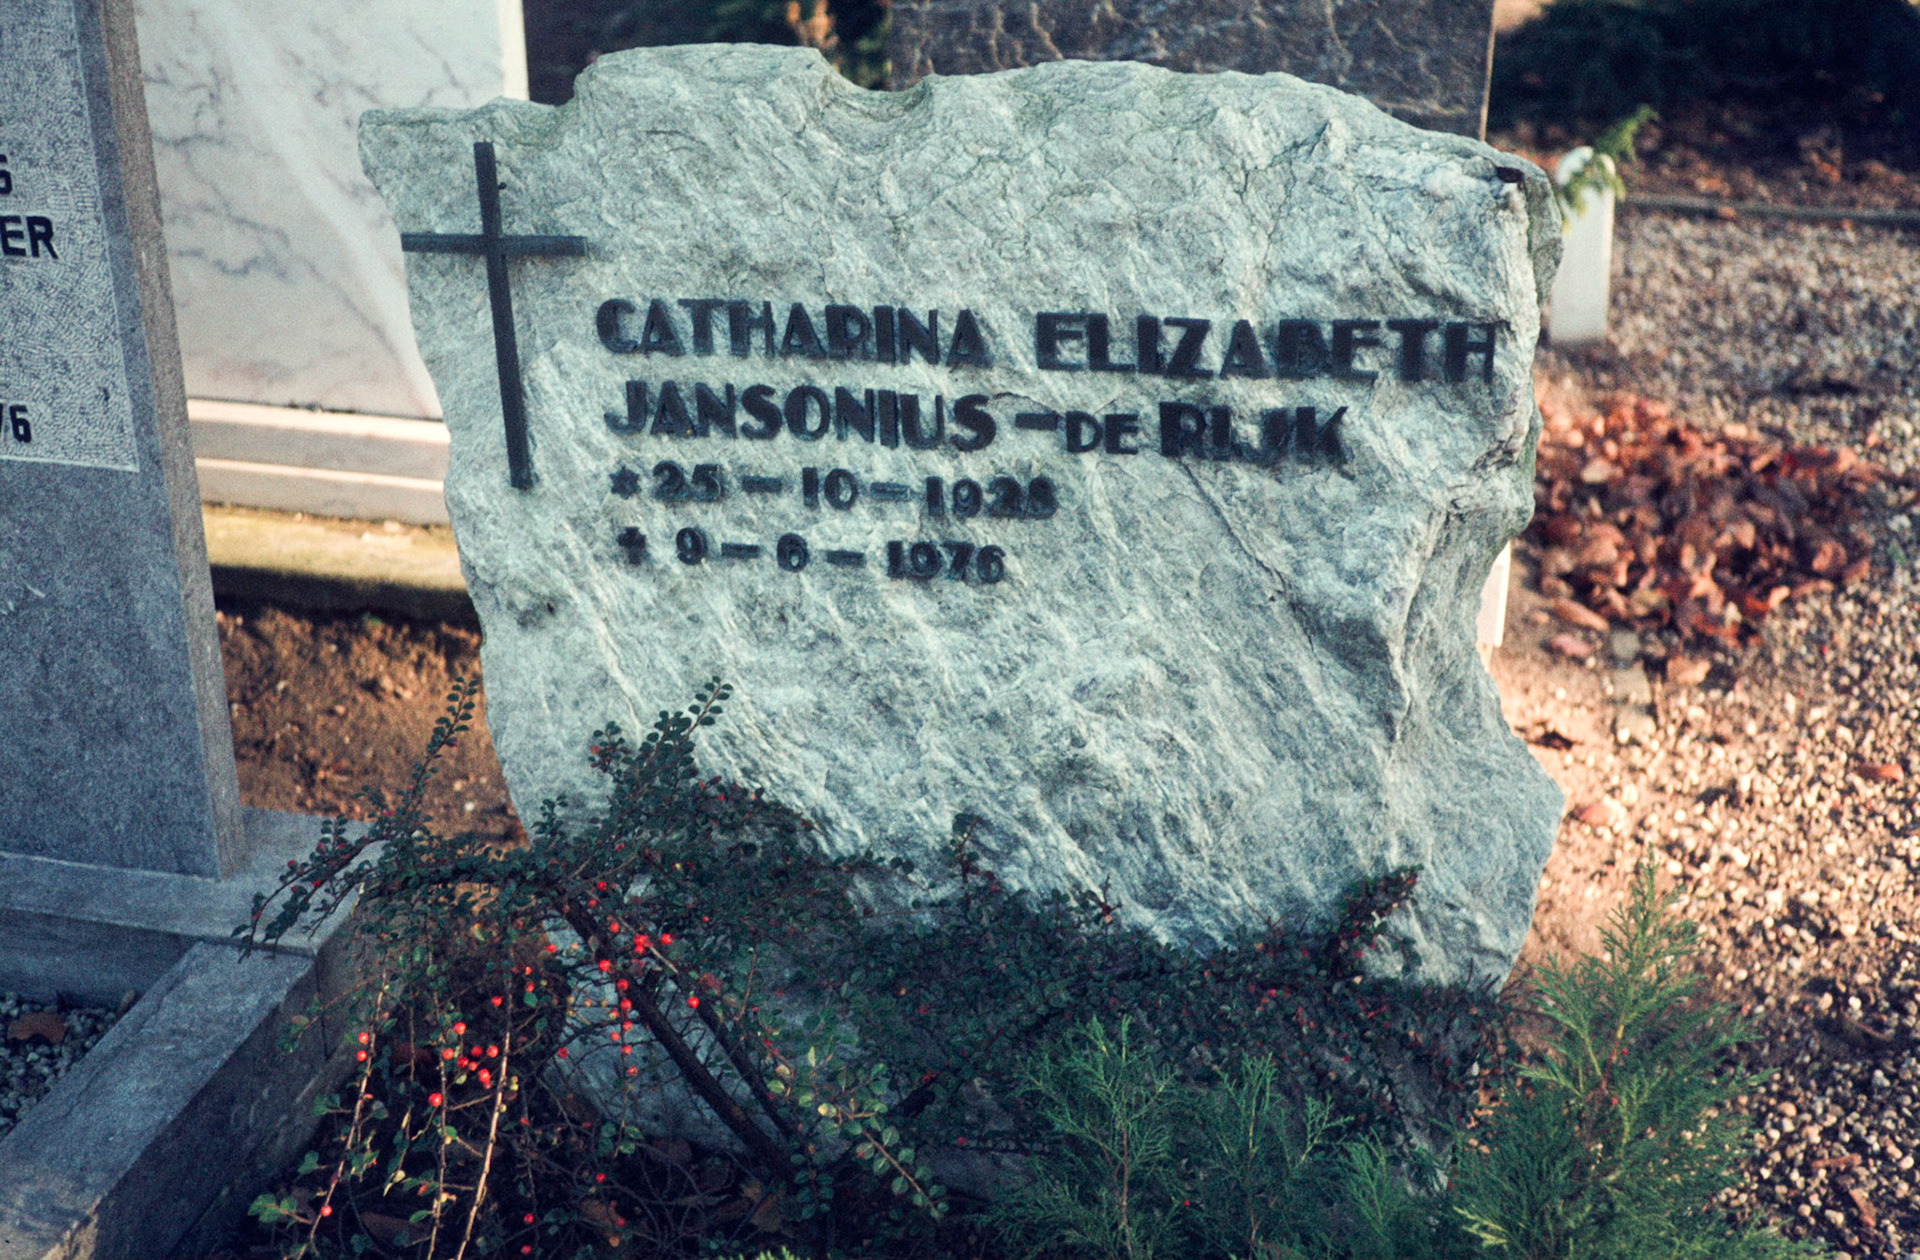 S
ER
76
CATHARINA ELIZABETH
JANSONIUS - DE RIJK
* 25 - 10 - 1928
✝ 9 - 6 - 1976